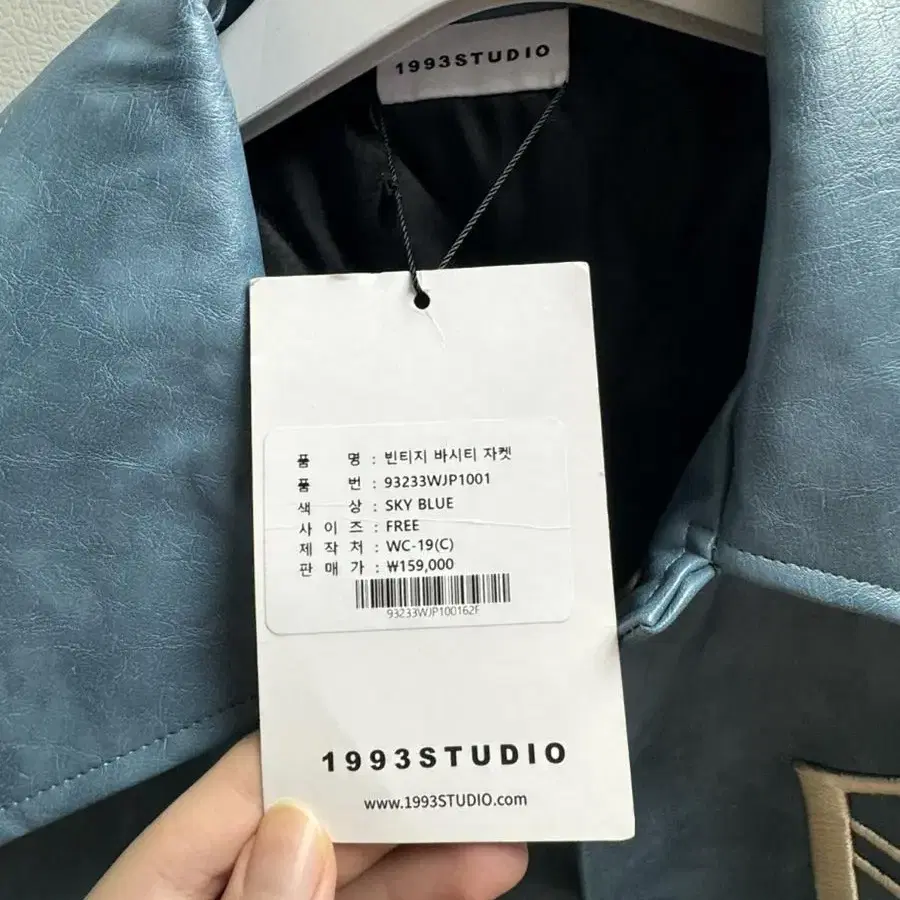 1993STUDIO
품 명 : 빈티지 바시티 자켓
품 번 : 93233WJP1001
색 상 : SKY BLUE
사 이 즈 : FREE
제 작 처 : WC-19(C)
판 매 가 : ₩159,000
93233WJP100162F
1993STUDIO
www.1993STUDIO.com